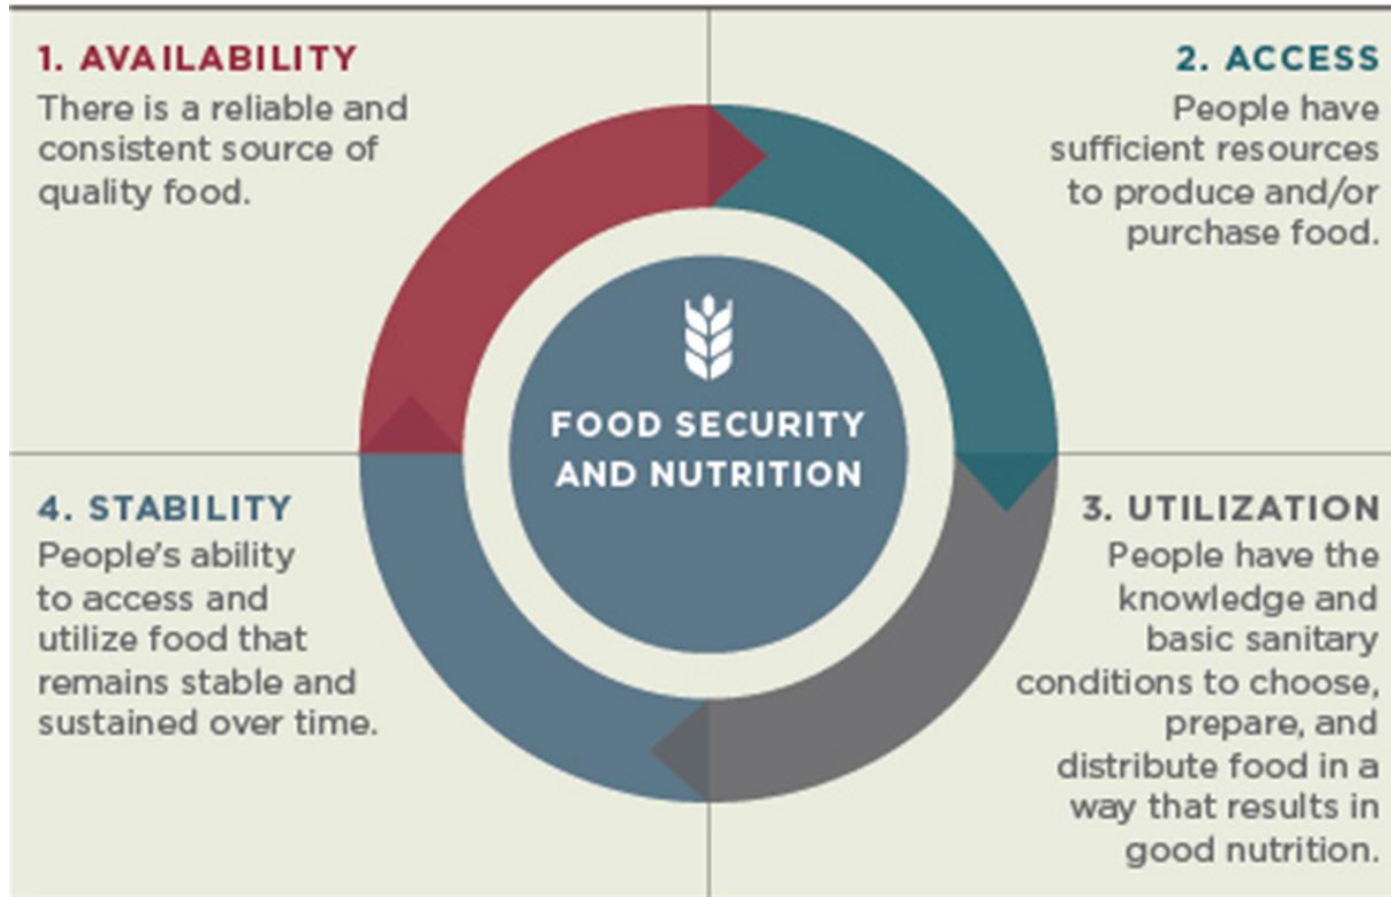 1. AVAILABILITY
There is a reliable and
consistent source of
quality food.
2. ACCESS
People have
sufficient resources
to produce and/or
purchase food.
FOOD SECURITY
AND NUTRITION
3. UTILIZATION
People have the
knowledge and
basic sanitary
conditions to choose,
prepare, and
distribute food in a
way that results in
good nutrition.
4. STABILITY
People's ability
to access and
utilize food that
remains stable and
sustained over time.